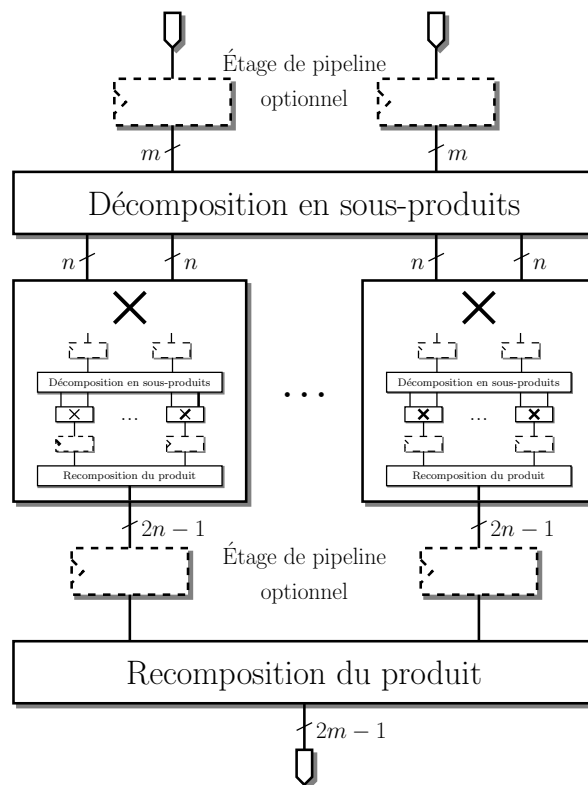 Étage de pipeline
optionnel
m m
Décomposition en sous-produits
n n n n
Décomposition en sous-produits Décomposition en sous-produits
... ... ...
Recomposition du produit Recomposition du produit
2n − 1 2n − 1
Étage de pipeline
optionnel
Recomposition du produit
2m − 1